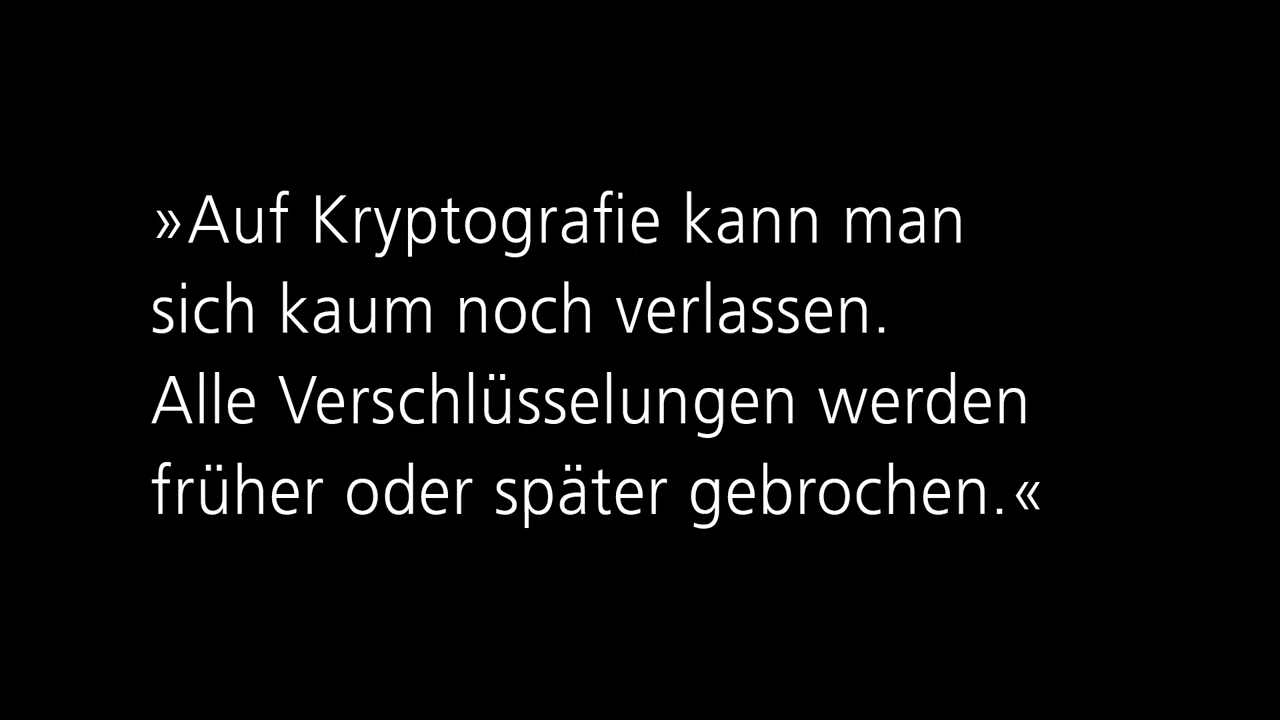 »Auf Kryptografie kann man
sich kaum noch verlassen.
Alle Verschlüsselungen werden
früher oder später gebrochen.«